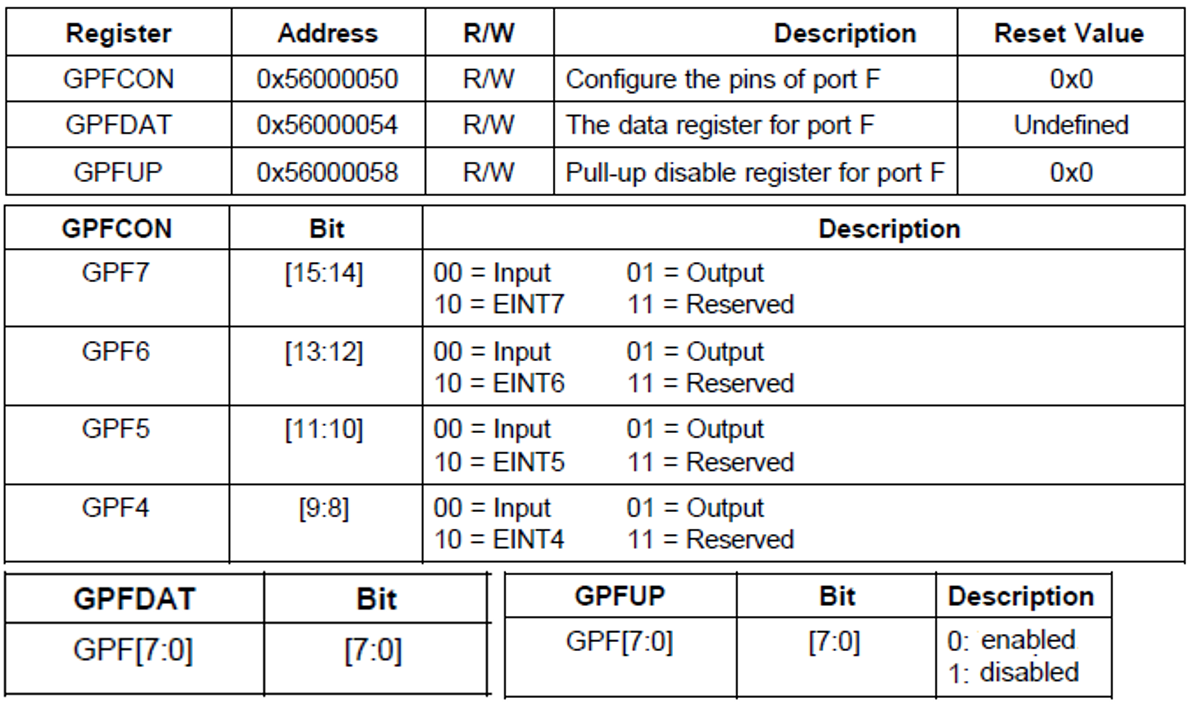 Register Address R/W Description Reset Value
GPFCON 0x56000050 R/W Configure the pins of port F 0x0
GPFDAT 0x56000054 R/W The data register for port F Undefined
GPFUP 0x56000058 R/W Pull-up disable register for port F 0x0
GPFCON Bit Description
GPF7 [15:14] 00 = Input 01 = Output
10 = EINT7 11 = Reserved
GPF6 [13:12] 00 = Input 01 = Output
10 = EINT6 11 = Reserved
GPF5 [11:10] 00 = Input 01 = Output
10 = EINT5 11 = Reserved
GPF4 [9:8] 00 = Input 01 = Output
10 = EINT4 11 = Reserved
GPFDAT Bit
GPF[7:0] [7:0]
GPFUP Bit Description
GPF[7:0] [7:0] 0: enabled
1: disabled